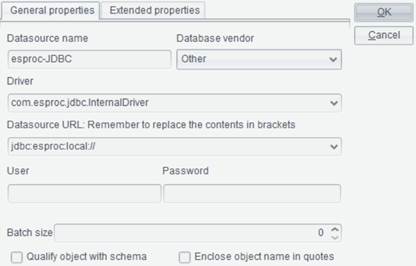 General properties Extended properties
OK
Cancel
Datasource name Database vendor
esproc-JDBC Other
Driver
com.esproc.jdbc.InternalDriver
Datasource URL: Remember to replace the contents in brackets
jdbc:esproc:local://
User Password
Batch size 0
Qualify object with schema Enclose object name in quotes